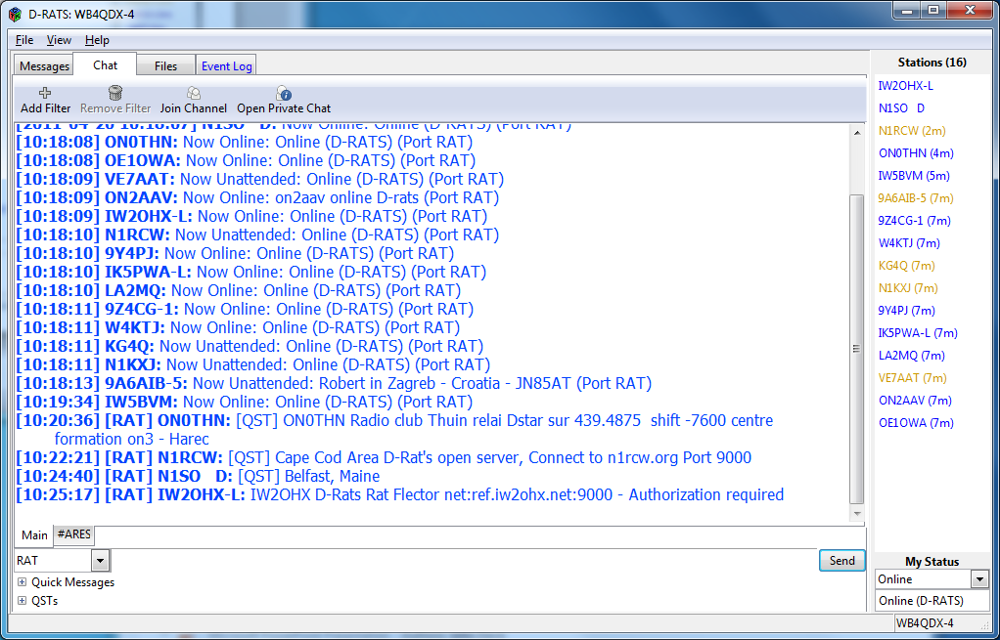 D-RATS: WB4QDX-4
File View Help
Messages Chat Files Event Log
Add Filter Remove Filter Join Channel Open Private Chat
[2011-04-20 10:18:07] N1SO   D: Now Online: Online (D-RATS) (Port RAT)
[10:18:08] ON0THN: Now Online: Online (D-RATS) (Port RAT)
[10:18:08] OE1OWA: Now Online: Online (D-RATS) (Port RAT)
[10:18:09] VE7AAT: Now Unattended: Online (D-RATS) (Port RAT)
[10:18:09] ON2AAV: Now Online: on2aav online D-rats (Port RAT)
[10:18:09] IW2OHX-L: Now Online: Online (D-RATS) (Port RAT)
[10:18:10] N1RCW: Now Unattended: Online (D-RATS) (Port RAT)
[10:18:10] 9Y4PJ: Now Online: Online (D-RATS) (Port RAT)
[10:18:10] IK5PWA-L: Now Online: Online (D-RATS) (Port RAT)
[10:18:10] LA2MQ: Now Online: Online (D-RATS) (Port RAT)
[10:18:11] 9Z4CG-1: Now Online: Online (D-RATS) (Port RAT)
[10:18:11] W4KTJ: Now Online: Online (D-RATS) (Port RAT)
[10:18:11] KG4Q: Now Unattended: Online (D-RATS) (Port RAT)
[10:18:11] N1KXJ: Now Unattended: Online (D-RATS) (Port RAT)
[10:18:13] 9A6AIB-5: Now Unattended: Robert in Zagreb - Croatia - JN85AT (Port RAT)
[10:19:34] IW5BVM: Now Online: Online (D-RATS) (Port RAT)
[10:20:36] [RAT] ON0THN: [QST] ON0THN Radio club Thuin relai Dstar sur 439.4875  shift -7600 centre
formation on3 - Harec
[10:22:21] [RAT] N1RCW: [QST] Cape Cod Area D-Rat's open server, Connect to n1rcw.org Port 9000
[10:24:40] [RAT] N1SO   D: [QST] Belfast, Maine
[10:25:17] [RAT] IW2OHX-L: IW2OHX D-Rats Rat Flector net:ref.iw2ohx.net:9000 - Authorization required
Main #ARES
RAT
Send
Quick Messages
QSTs
Stations (16)
IW2OHX-L
N1SO   D
N1RCW (2m)
ON0THN (4m)
IW5BVM (5m)
9A6AIB-5 (7m)
9Z4CG-1 (7m)
W4KTJ (7m)
KG4Q (7m)
N1KXJ (7m)
9Y4PJ (7m)
IK5PWA-L (7m)
LA2MQ (7m)
VE7AAT (7m)
ON2AAV (7m)
OE1OWA (7m)
My Status
Online
Online (D-RATS)
WB4QDX-4